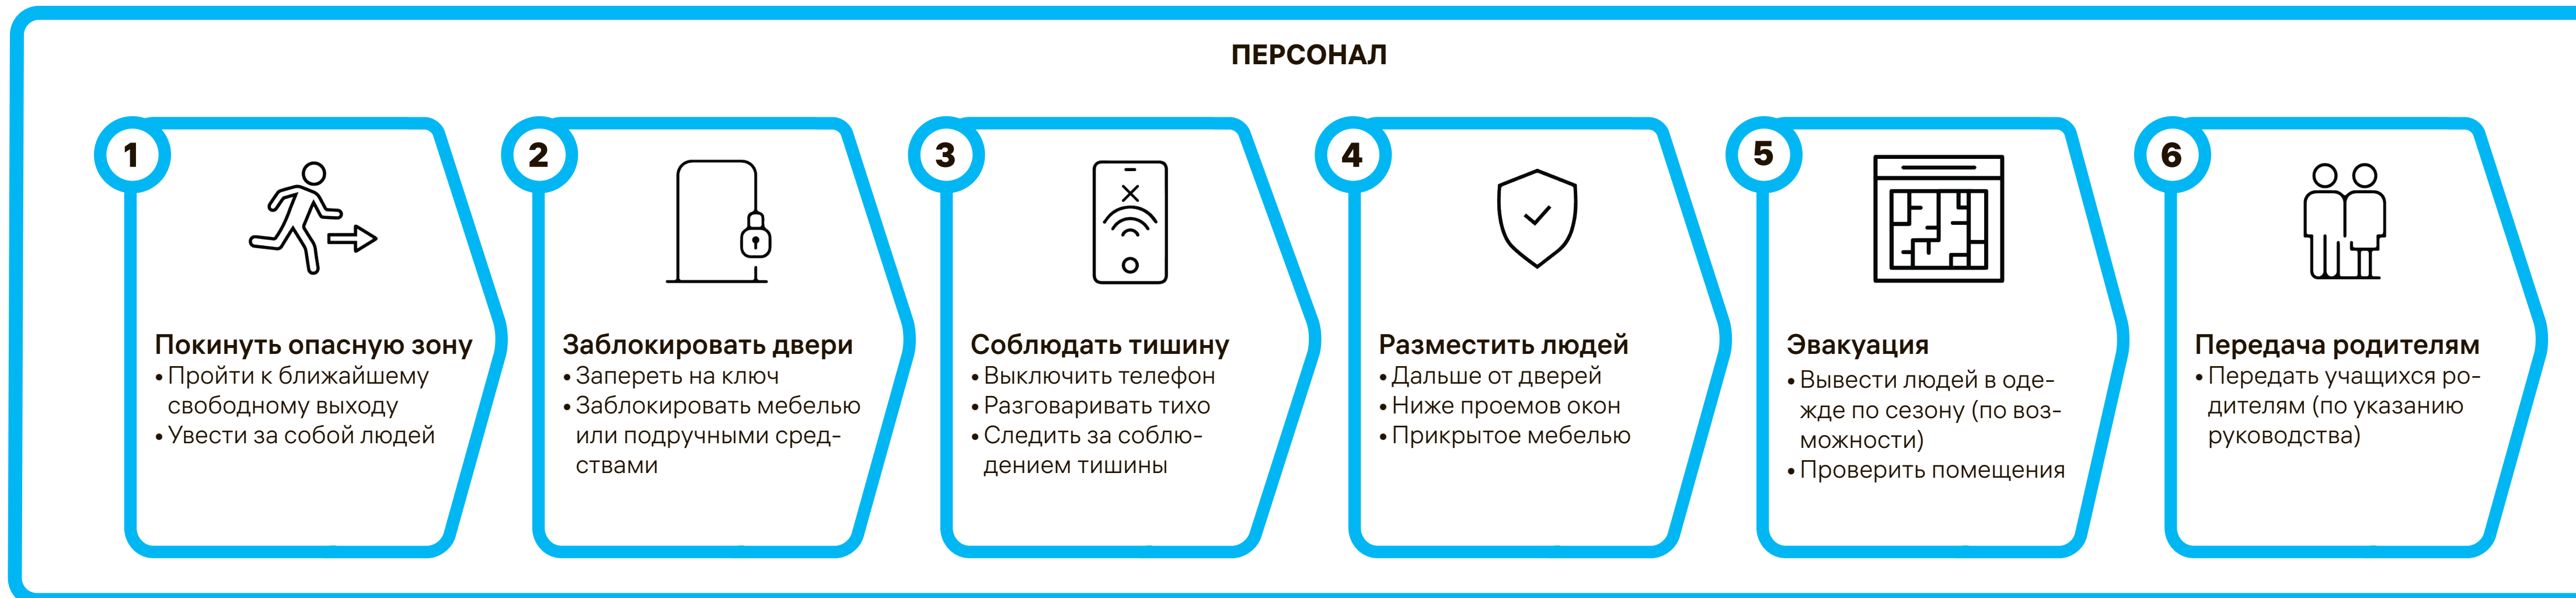 ПЕРСОНАЛ
1
Покинуть опасную зону
• Пройти к ближайшему
свободному выходу
• Увести за собой людей
2
Заблокировать двери
• Запереть на ключ
• Заблокировать мебелью
или подручными сред-
ствами
3
Соблюдать тишину
• Выключить телефон
• Разговаривать тихо
• Следить за соблю-
дением тишины
4
Разместить людей
• Дальше от дверей
• Ниже проемов окон
• Прикрытое мебелью
5
Эвакуация
• Вывести людей в оде-
жде по сезону (по воз-
можности)
• Проверить помещения
6
Передача родителям
• Передать учащихся ро-
дителям (по указанию
руководства)